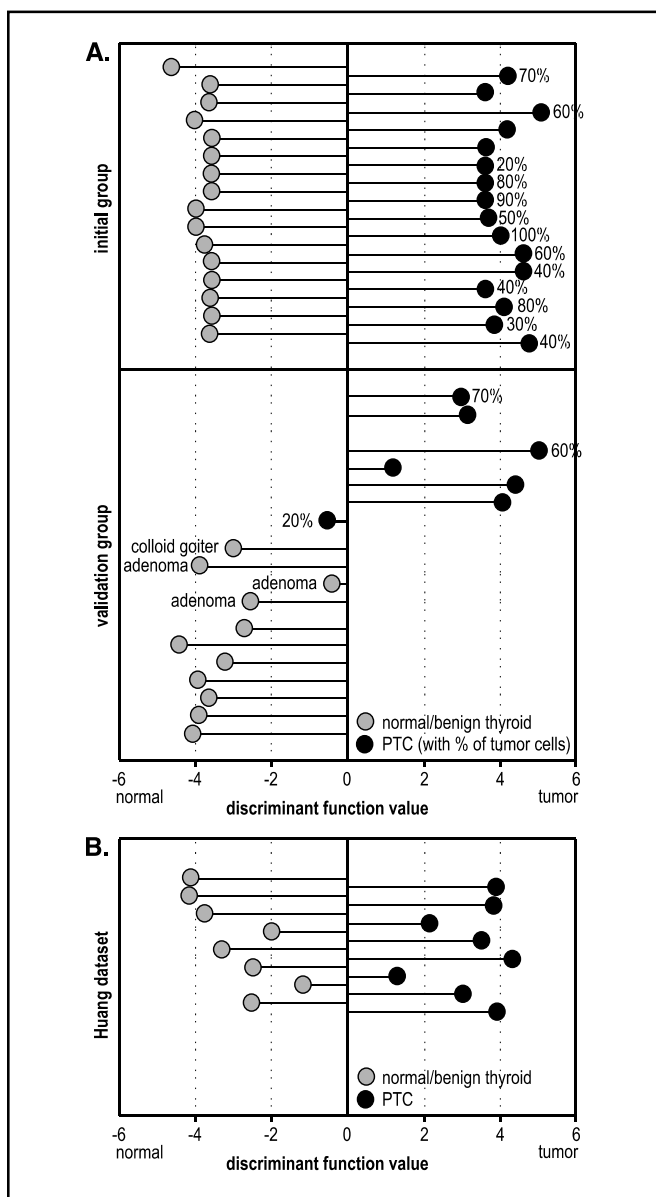 A.
initial group
70%
60%
20%
80%
90%
50%
100%
60%
40%
40%
80%
30%
40%
validation group
70%
60%
20%
colloid goiter
adenoma
adenoma
adenoma
normal/benign thyroid
PTC (with % of tumor cells)
-6 -4 -2 0 2 4 6
normal discriminant function value tumor
B.
Huang dataset
normal/benign thyroid
PTC
-6 -4 -2 0 2 4 6
normal discriminant function value tumor